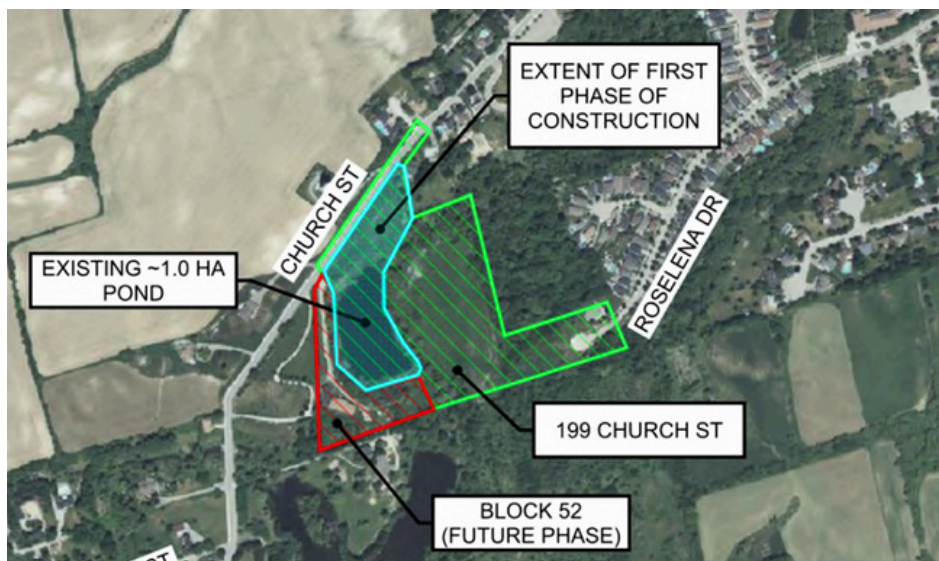 EXTENT OF FIRST
PHASE OF
CONSTRUCTION
CHURCH ST
EXISTING ~1.0 HA
POND
ROSELENA DR
199 CHURCH ST
BLOCK 52
(FUTURE PHASE)
ST